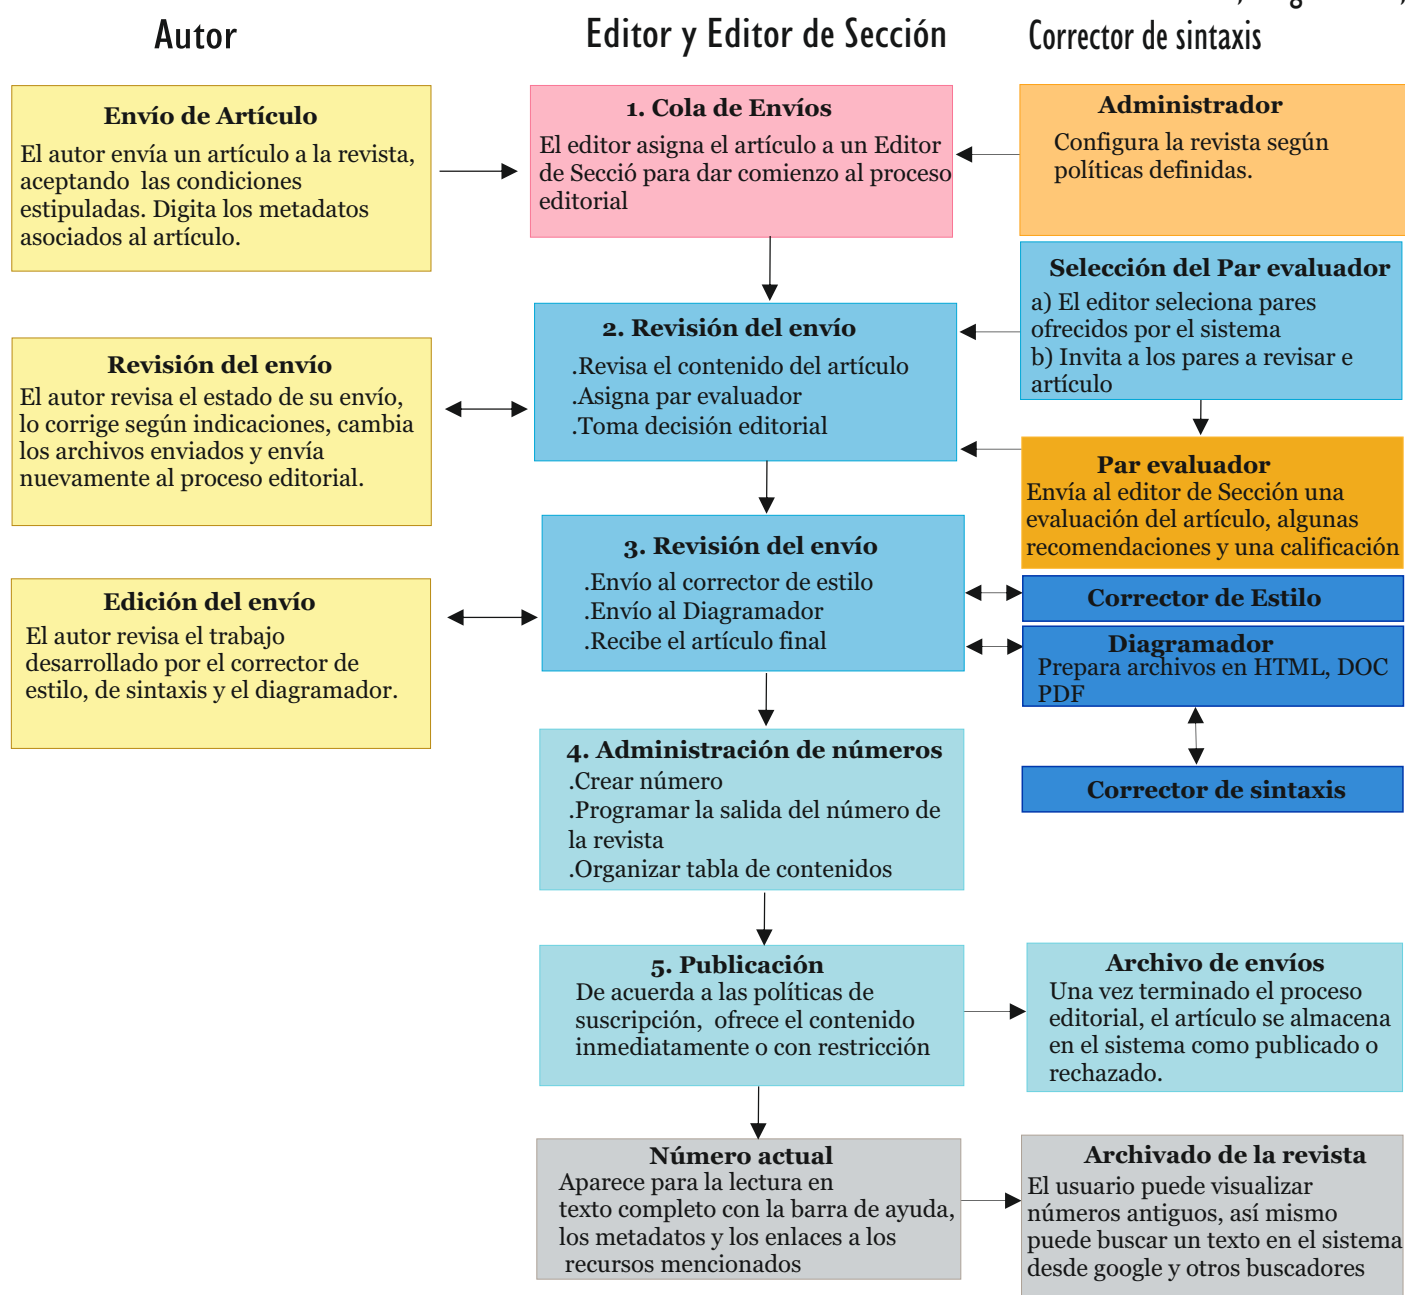 Autor
Editor y Editor de Sección
Corrector de sintaxis
Envío de Artículo
El autor envía un artículo a la revista,
aceptando las condiciones
estipuladas. Digita los metadatos
asociados al artículo.
1. Cola de Envíos
El editor asigna el artículo a un Editor
de Secció para dar comienzo al proceso
editorial
Administrador
Configura la revista según
políticas definidas.
Selección del Par evaluador
a) El editor seleciona pares
ofrecidos por el sistema
b) Invita a los pares a revisar e
artículo
2. Revisión del envío
.Revisa el contenido del artículo
.Asigna par evaluador
.Toma decisión editorial
Revisión del envío
El autor revisa el estado de su envío,
lo corrige según indicaciones, cambia
los archivos enviados y envía
nuevamente al proceso editorial.
Par evaluador
Envía al editor de Sección una
evaluación del artículo, algunas
recomendaciones y una calificación
3. Revisión del envío
.Envío al corrector de estilo
.Envío al Diagramador
.Recibe el artículo final
Edición del envío
El autor revisa el trabajo
desarrollado por el corrector de
estilo, de sintaxis y el diagramador.
Corrector de Estilo
Diagramador
Prepara archivos en HTML, DOC
PDF
Corrector de sintaxis
4. Administración de números
.Crear número
.Programar la salida del número de
la revista
.Organizar tabla de contenidos
5. Publicación
De acuerda a las políticas de
suscripción, ofrece el contenido
inmediatamente o con restricción
Archivo de envíos
Una vez terminado el proceso
editorial, el artículo se almacena
en el sistema como publicado o
rechazado.
Número actual
Aparece para la lectura en
texto completo con la barra de ayuda,
los metadatos y los enlaces a los
recursos mencionados
Archivado de la revista
El usuario puede visualizar
números antiguos, así mismo
puede buscar un texto en el sistema
desde google y otros buscadores